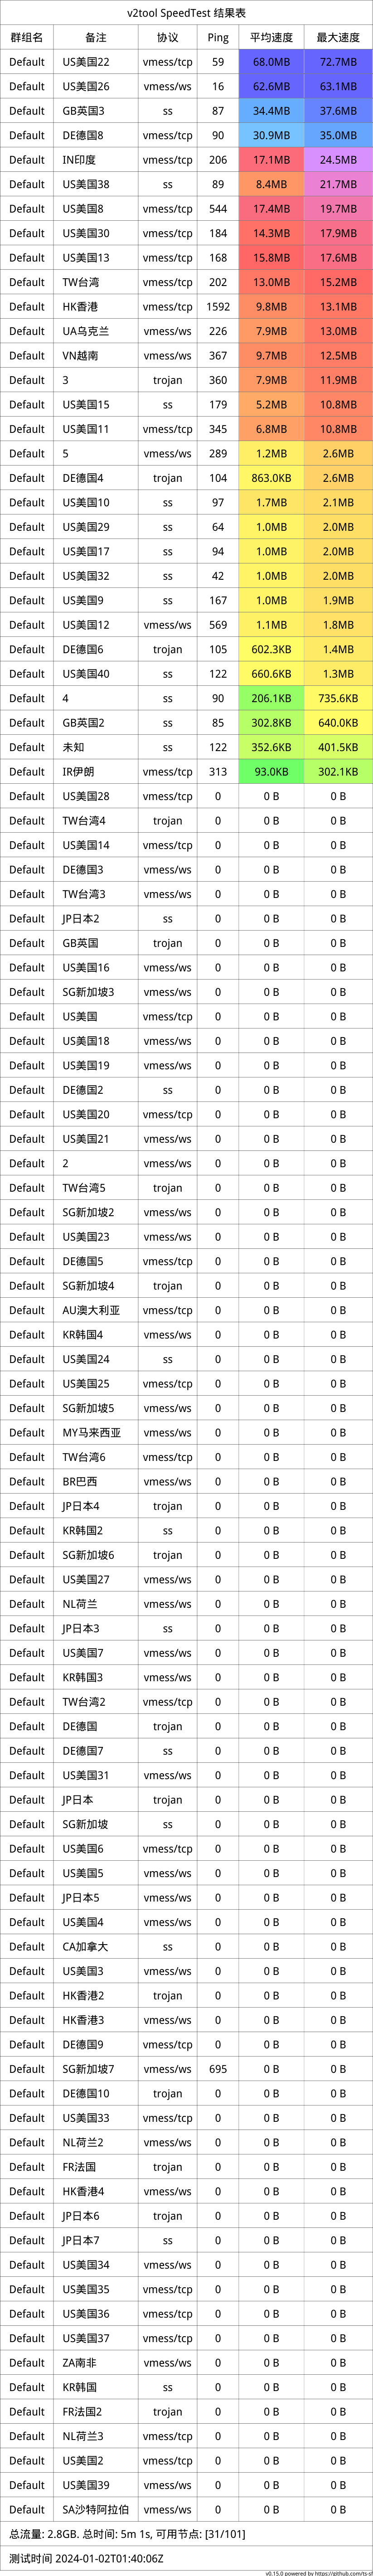 v2tool SpeedTest 结果表
群组名 备注 协议 Ping 平均速度 最大速度
Default US美国22 vmess/tcp 59 68.0MB 72.7MB
Default US美国26 vmess/ws 16 62.6MB 63.1MB
Default GB英国3 ss 87 34.4MB 37.6MB
Default DE德国8 vmess/tcp 90 30.9MB 35.0MB
Default IN印度 vmess/tcp 206 17.1MB 24.5MB
Default US美国38 ss 89 8.4MB 21.7MB
Default US美国8 vmess/tcp 544 17.4MB 19.7MB
Default US美国30 vmess/tcp 184 14.3MB 17.9MB
Default US美国13 vmess/tcp 168 15.8MB 17.6MB
Default TW台湾 vmess/tcp 202 13.0MB 15.2MB
Default HK香港 vmess/tcp 1592 9.8MB 13.1MB
Default UA乌克兰 vmess/ws 226 7.9MB 13.0MB
Default VN越南 vmess/ws 367 9.7MB 12.5MB
Default 3 trojan 360 7.9MB 11.9MB
Default US美国15 ss 179 5.2MB 10.8MB
Default US美国11 vmess/tcp 345 6.8MB 10.8MB
Default 5 vmess/ws 289 1.2MB 2.6MB
Default DE德国4 trojan 104 863.0KB 2.6MB
Default US美国10 ss 97 1.7MB 2.1MB
Default US美国29 ss 64 1.0MB 2.0MB
Default US美国17 ss 94 1.0MB 2.0MB
Default US美国32 ss 42 1.0MB 2.0MB
Default US美国9 ss 167 1.0MB 1.9MB
Default US美国12 vmess/ws 569 1.1MB 1.8MB
Default DE德国6 trojan 105 602.3KB 1.4MB
Default US美国40 ss 122 660.6KB 1.3MB
Default 4 ss 90 206.1KB 735.6KB
Default GB英国2 ss 85 302.8KB 640.0KB
Default 未知 ss 122 352.6KB 401.5KB
Default IR伊朗 vmess/tcp 313 93.0KB 302.1KB
Default US美国28 vmess/tcp 0 0 B 0 B
Default TW台湾4 trojan 0 0 B 0 B
Default US美国14 vmess/tcp 0 0 B 0 B
Default DE德国3 vmess/ws 0 0 B 0 B
Default TW台湾3 vmess/ws 0 0 B 0 B
Default JP日本2 ss 0 0 B 0 B
Default GB英国 trojan 0 0 B 0 B
Default US美国16 vmess/ws 0 0 B 0 B
Default SG新加坡3 vmess/ws 0 0 B 0 B
Default US美国 vmess/tcp 0 0 B 0 B
Default US美国18 vmess/ws 0 0 B 0 B
Default US美国19 vmess/ws 0 0 B 0 B
Default DE德国2 ss 0 0 B 0 B
Default US美国20 vmess/tcp 0 0 B 0 B
Default US美国21 vmess/ws 0 0 B 0 B
Default 2 vmess/ws 0 0 B 0 B
Default TW台湾5 trojan 0 0 B 0 B
Default SG新加坡2 vmess/ws 0 0 B 0 B
Default US美国23 vmess/ws 0 0 B 0 B
Default DE德国5 vmess/tcp 0 0 B 0 B
Default SG新加坡4 trojan 0 0 B 0 B
Default AU澳大利亚 vmess/tcp 0 0 B 0 B
Default KR韩国4 vmess/ws 0 0 B 0 B
Default US美国24 ss 0 0 B 0 B
Default US美国25 vmess/tcp 0 0 B 0 B
Default SG新加坡5 vmess/ws 0 0 B 0 B
Default MY马来西亚 vmess/ws 0 0 B 0 B
Default TW台湾6 vmess/tcp 0 0 B 0 B
Default BR巴西 vmess/ws 0 0 B 0 B
Default JP日本4 trojan 0 0 B 0 B
Default KR韩国2 ss 0 0 B 0 B
Default SG新加坡6 trojan 0 0 B 0 B
Default US美国27 vmess/ws 0 0 B 0 B
Default NL荷兰 vmess/ws 0 0 B 0 B
Default JP日本3 ss 0 0 B 0 B
Default US美国7 vmess/ws 0 0 B 0 B
Default KR韩国3 vmess/ws 0 0 B 0 B
Default TW台湾2 vmess/tcp 0 0 B 0 B
Default DE德国 trojan 0 0 B 0 B
Default DE德国7 ss 0 0 B 0 B
Default US美国31 vmess/ws 0 0 B 0 B
Default JP日本 trojan 0 0 B 0 B
Default SG新加坡 ss 0 0 B 0 B
Default US美国6 vmess/tcp 0 0 B 0 B
Default US美国5 vmess/ws 0 0 B 0 B
Default JP日本5 vmess/ws 0 0 B 0 B
Default US美国4 vmess/ws 0 0 B 0 B
Default CA加拿大 ss 0 0 B 0 B
Default US美国3 vmess/ws 0 0 B 0 B
Default HK香港2 trojan 0 0 B 0 B
Default HK香港3 vmess/ws 0 0 B 0 B
Default DE德国9 vmess/tcp 0 0 B 0 B
Default SG新加坡7 vmess/ws 695 0 B 0 B
Default DE德国10 trojan 0 0 B 0 B
Default US美国33 vmess/tcp 0 0 B 0 B
Default NL荷兰2 vmess/ws 0 0 B 0 B
Default FR法国 trojan 0 0 B 0 B
Default HK香港4 vmess/ws 0 0 B 0 B
Default JP日本6 trojan 0 0 B 0 B
Default JP日本7 ss 0 0 B 0 B
Default US美国34 vmess/ws 0 0 B 0 B
Default US美国35 vmess/tcp 0 0 B 0 B
Default US美国36 vmess/tcp 0 0 B 0 B
Default US美国37 vmess/tcp 0 0 B 0 B
Default ZA南非 vmess/ws 0 0 B 0 B
Default KR韩国 ss 0 0 B 0 B
Default FR法国2 trojan 0 0 B 0 B
Default NL荷兰3 vmess/tcp 0 0 B 0 B
Default US美国2 vmess/tcp 0 0 B 0 B
Default US美国39 vmess/ws 0 0 B 0 B
Default SA沙特阿拉伯 vmess/ws 0 0 B 0 B
总流量: 2.8GB. 总时间: 5m 1s, 可用节点: [31/101]
测试时间 2024-01-02T01:40:06Z
v0.15.0 powered by https://github.com/ts-sf